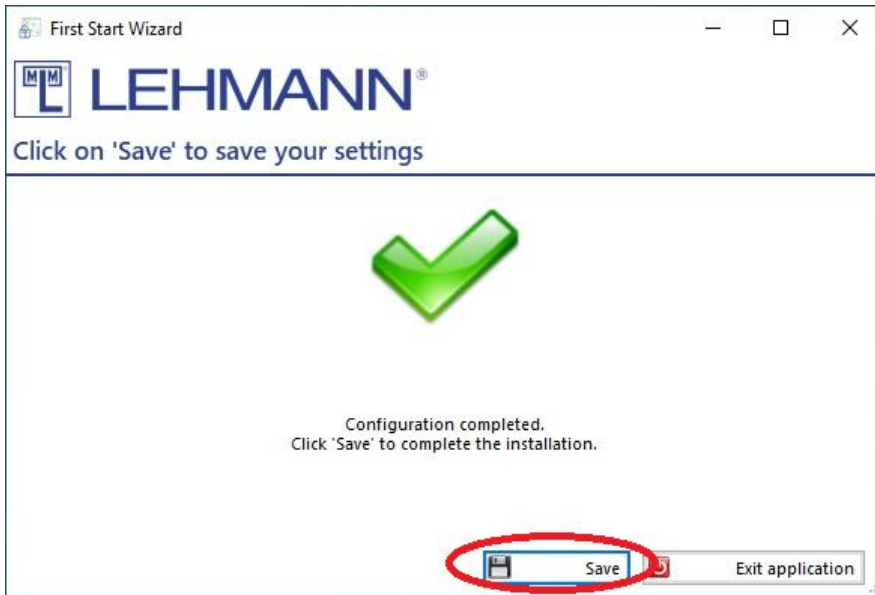 First Start Wizard
MLM LEHMANN®
Click on 'Save' to save your settings
Configuration completed.
Click 'Save' to complete the installation.
Save
Exit application